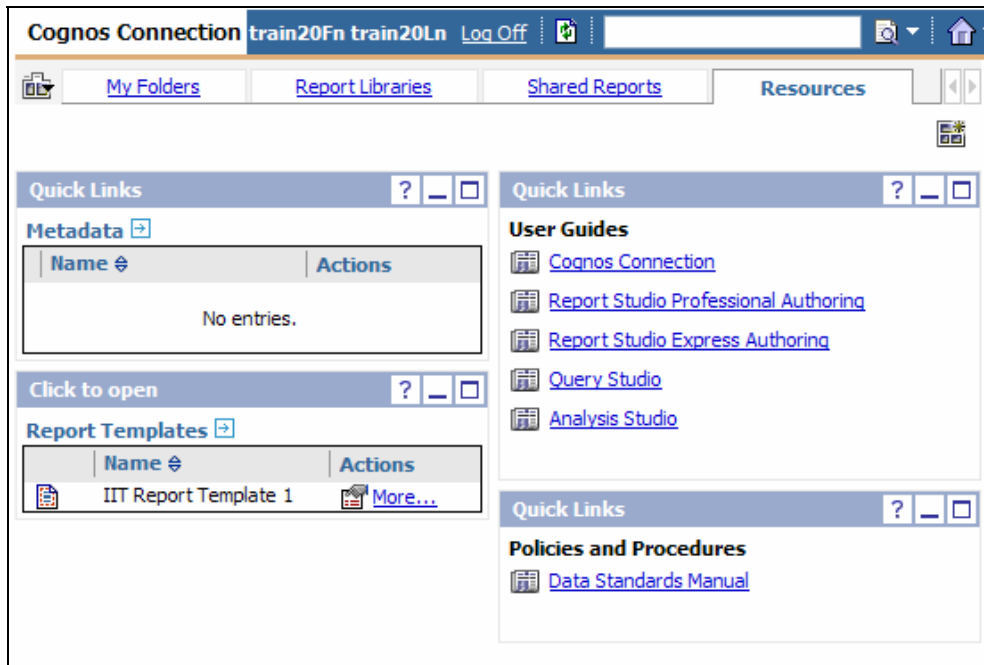 Cognos Connection train20Fn train20Ln Log Off
My Folders Report Libraries Shared Reports Resources
Quick Links ?
Metadata
Name Actions
No entries.
Click to open ?
Report Templates
Name Actions
IIT Report Template 1 More...
Quick Links ?
User Guides
Cognos Connection
Report Studio Professional Authoring
Report Studio Express Authoring
Query Studio
Analysis Studio
Quick Links ?
Policies and Procedures
Data Standards Manual